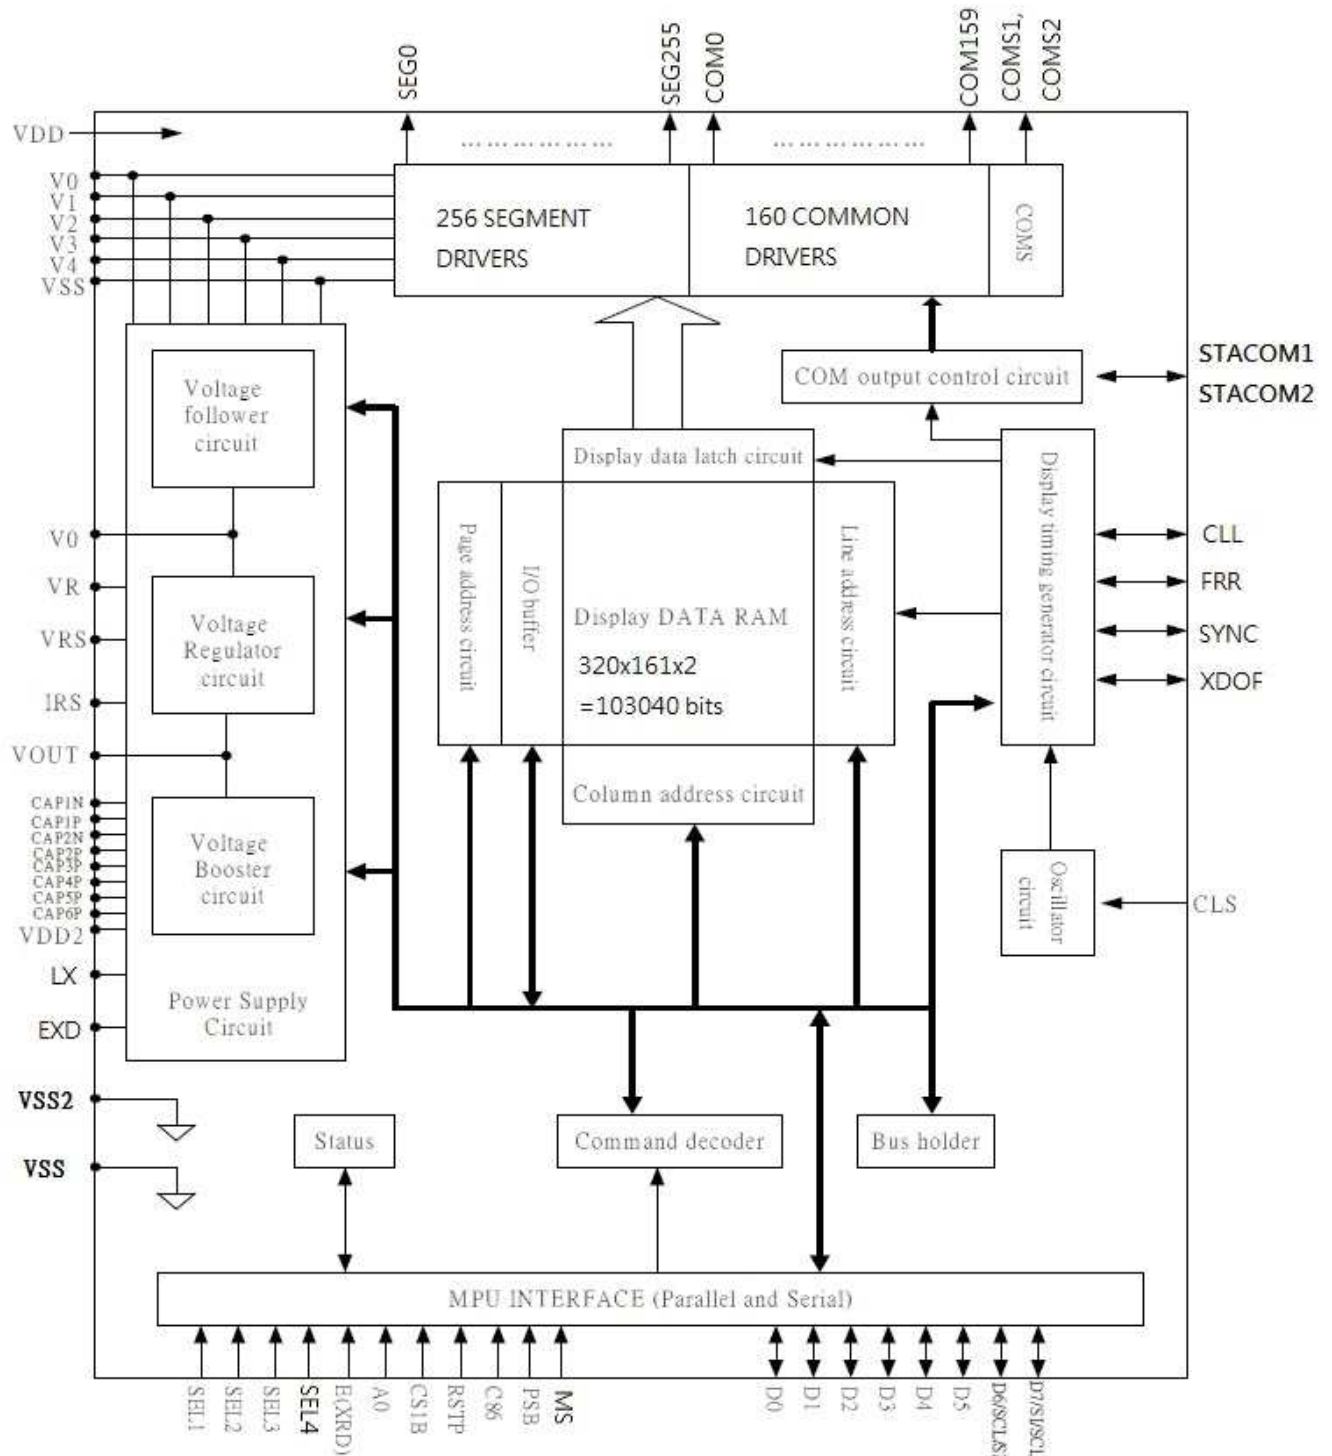 SEG0
SEG255
COM0
COM159
COMS1,
COMS2
VDD
V0
V1
V2
V3
V4
VSS
256 SEGMENT
DRIVERS
160 COMMON
DRIVERS
COMS
Voltage
follower
circuit
COM output control circuit
STACOM1
STACOM2
Display data latch circuit
Display timing generator circuit
Page address circuit
I/O buffer
Line address circuit
Display DATA RAM
320x161x2
=103040 bits
Column address circuit
CLL
FRR
SYNC
XDOF
V0
VR
VRS
IRS
VOUT
Voltage
Regulator
circuit
CAP1N
CAP1P
CAP2N
CAP2P
CAP3P
CAP4P
CAP5P
CAP6P
VDD2
LX
EXD
Voltage
Booster
circuit
Power Supply
Circuit
Oscillator
circuit
CLS
VSS2
VSS
Status
Command decoder
Bus holder
MPU INTERFACE (Parallel and Serial)
SEL1
SEL2
SEL3
SEL4
E(XRD)
A0
CS1B
RSTP
C86
PSB
MS
D0
D1
D2
D3
D4
D5